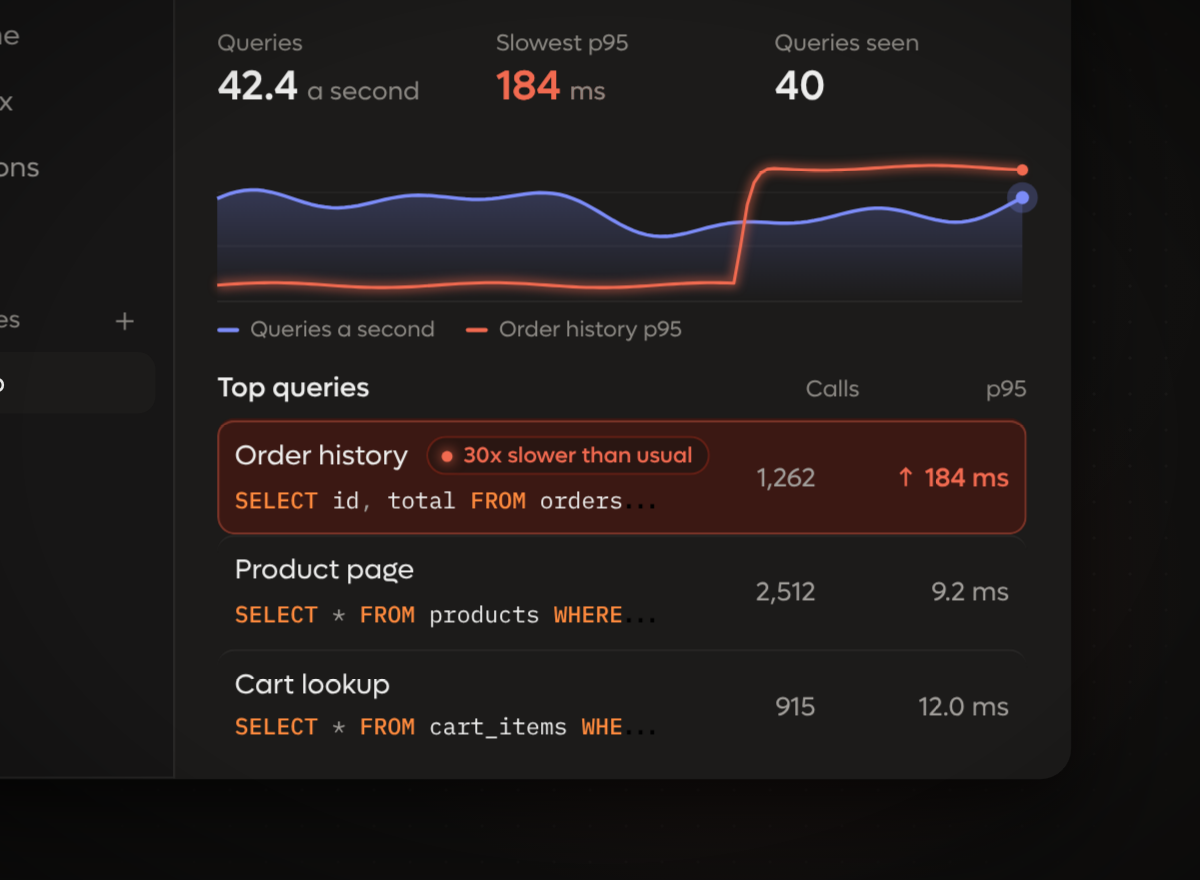 Queries
42.4 a second
Slowest p95
184 ms
Queries seen
40
ons
es
+
Queries a second
Order history p95
Top queries
Calls
p95
Order history
30x slower than usual
SELECT id, total FROM orders...
1,262
↑ 184 ms
Product page
SELECT * FROM products WHERE...
2,512
9.2 ms
Cart lookup
SELECT * FROM cart_items WHE...
915
12.0 ms